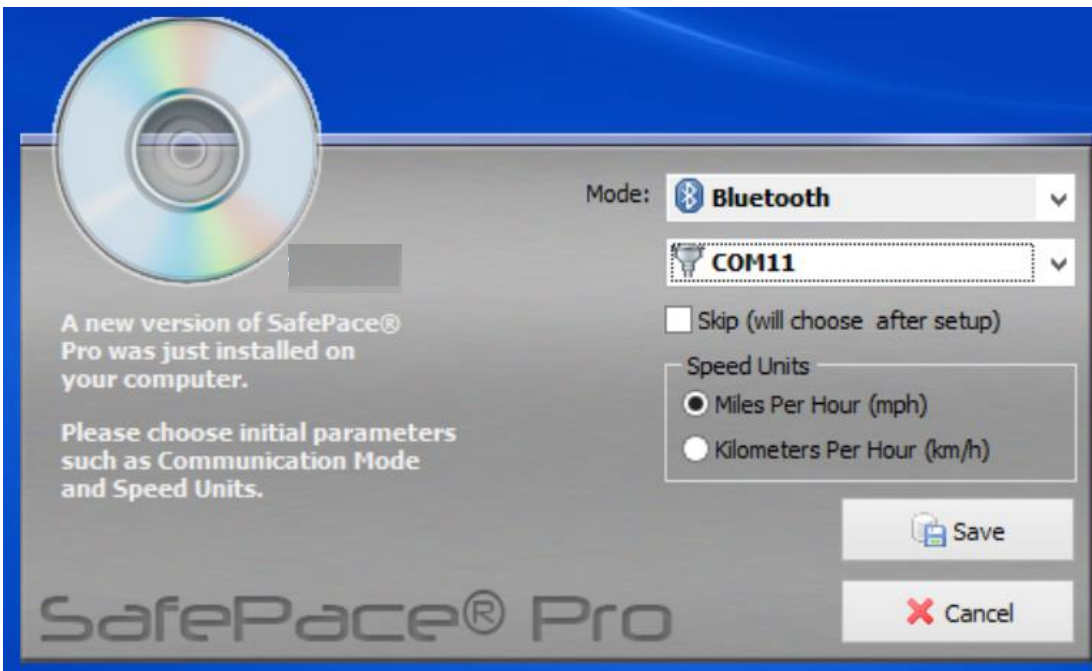 Mode:
Bluetooth
COM11
Skip (will choose after setup)
Speed Units
Miles Per Hour (mph)
Kilometers Per Hour (km/h)
A new version of SafePace®
Pro was just installed on
your computer.
Please choose initial parameters
such as Communication Mode
and Speed Units.
Save
Cancel
SafePace® Pro